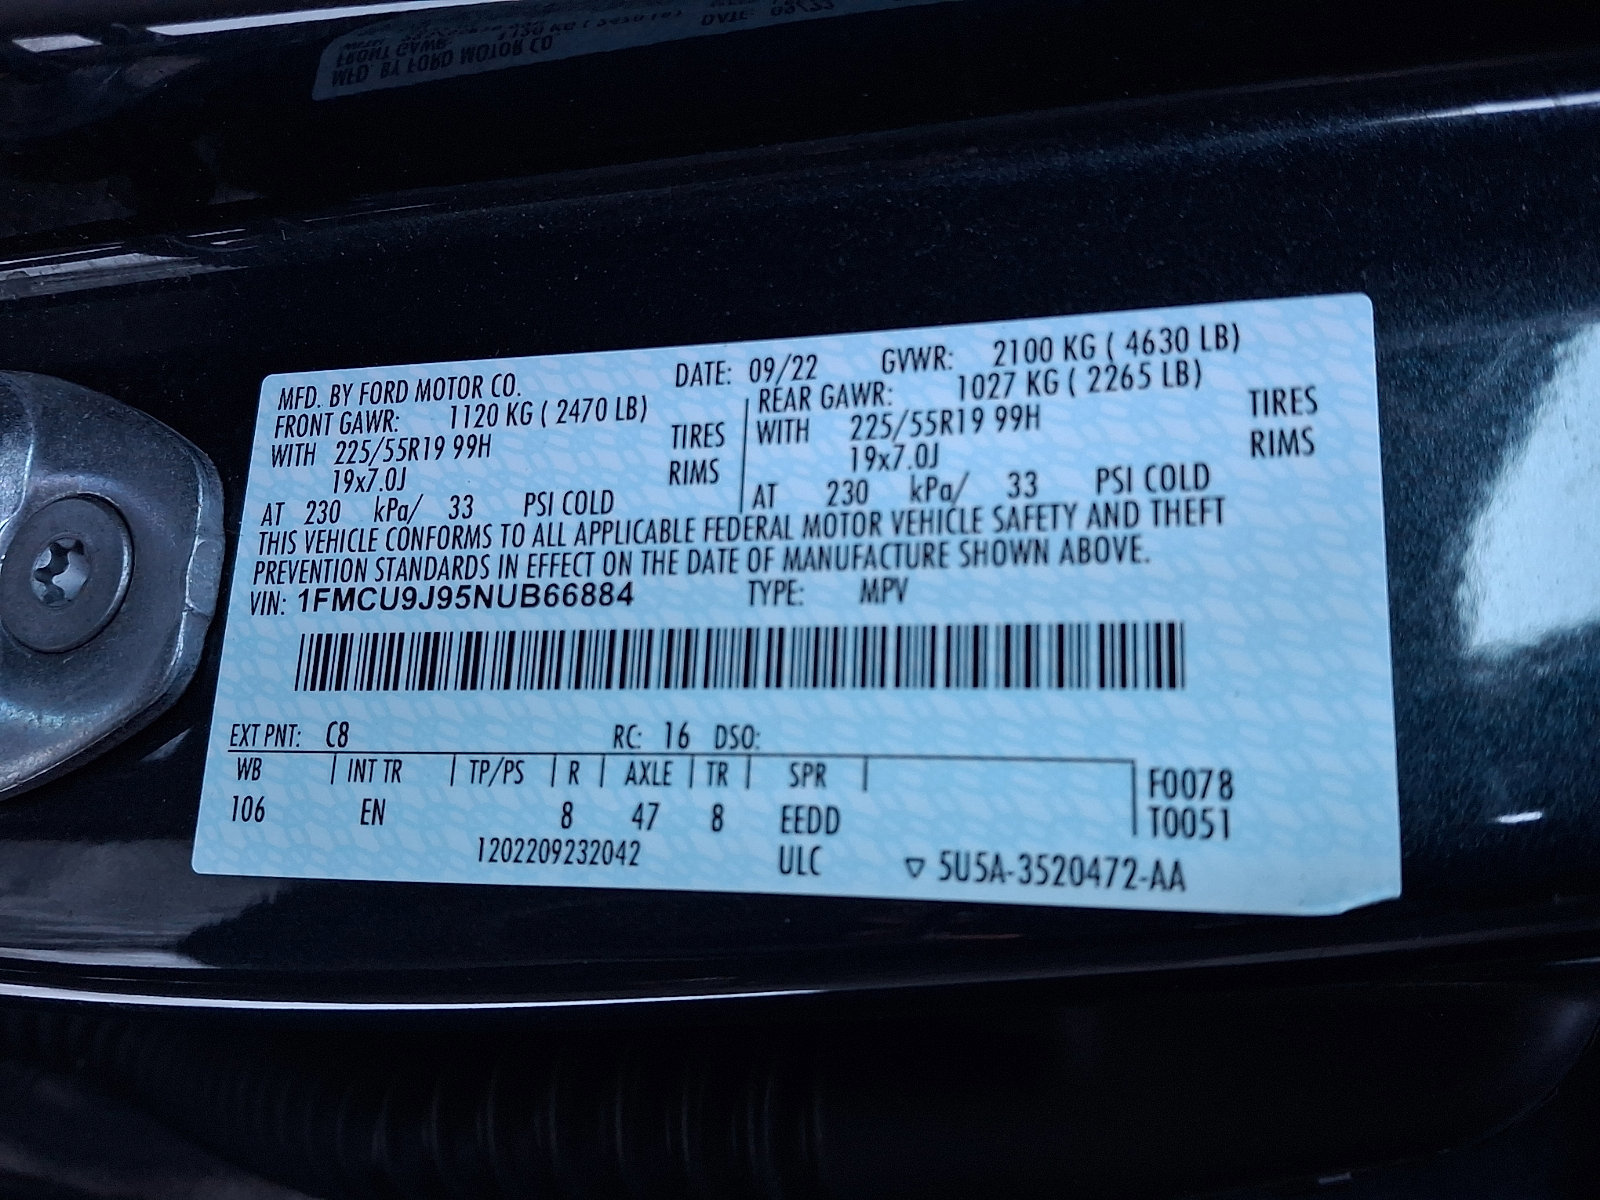 MFD. BY FORD MOTOR CO. DATE: 09/22 GVWR: 2100 KG ( 4630 LB)
FRONT GAWR: 1120 KG ( 2470 LB) REAR GAWR: 1027 KG ( 2265 LB)
WITH 225/55R19 99H TIRES WITH 225/55R19 99H TIRES
19x7.0J RIMS 19x7.0J RIMS
AT 230 kPa/ 33 PSI COLD AT 230 kPa/ 33 PSI COLD
THIS VEHICLE CONFORMS TO ALL APPLICABLE FEDERAL MOTOR VEHICLE SAFETY AND THEFT
PREVENTION STANDARDS IN EFFECT ON THE DATE OF MANUFACTURE SHOWN ABOVE.
VIN: 1FMCU9J95NUB66884 TYPE: MPV
EXT PNT: C8 RC: 16 DSO:
WB INT TR TP/PS R AXLE TR SPR F0078
106 EN 8 47 8 EEDD T0051
1202209232042 ULC ▽ 5U5A-3520472-AA